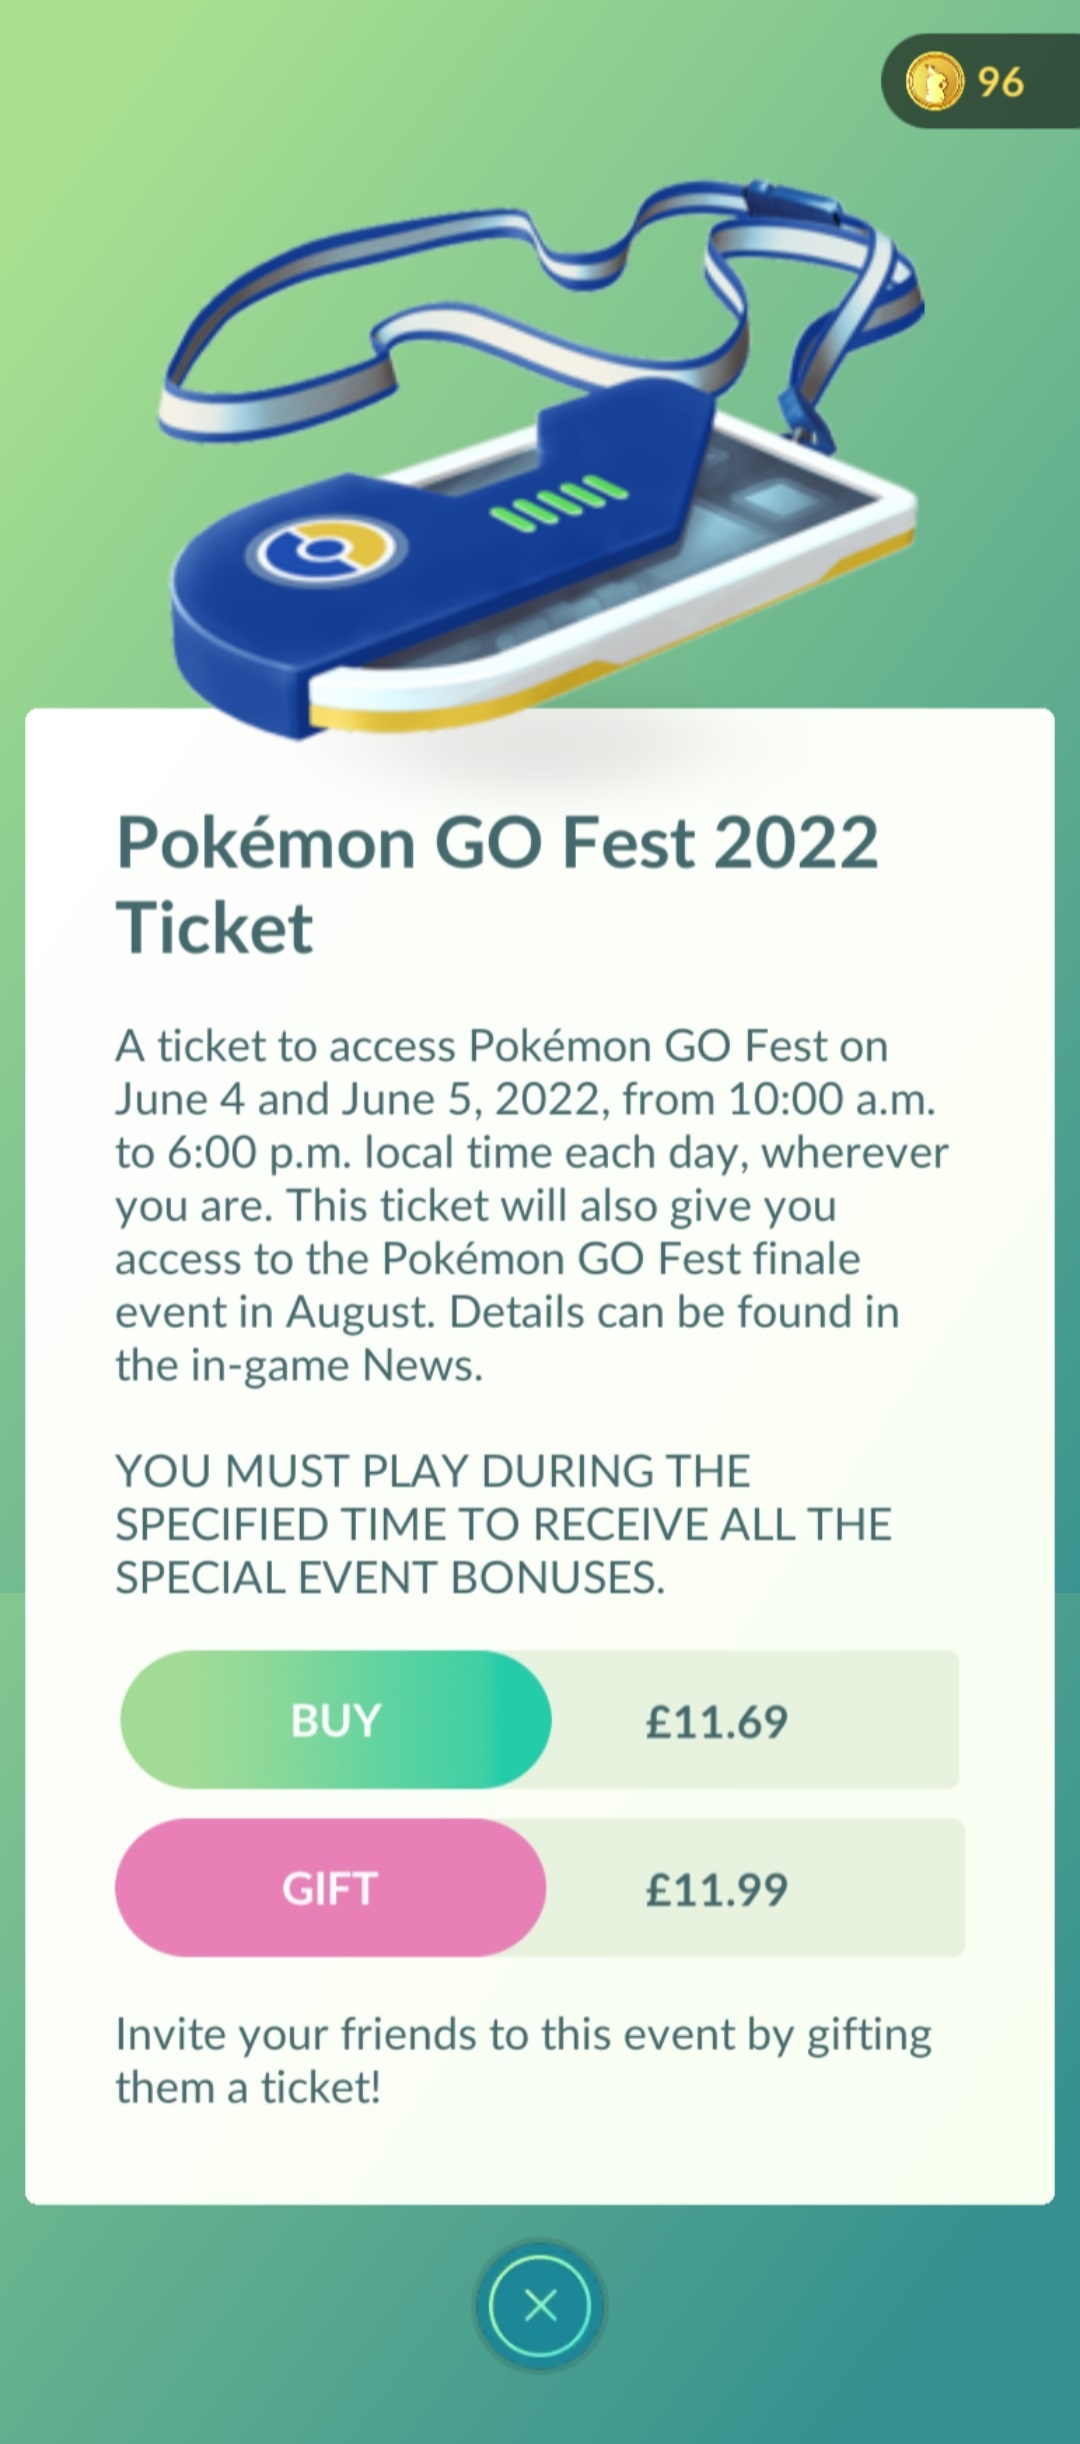 96
Pokémon GO Fest 2022
Ticket
A ticket to access Pokémon GO Fest on
June 4 and June 5, 2022, from 10:00 a.m.
to 6:00 p.m. local time each day, wherever
you are. This ticket will also give you
access to the Pokémon GO Fest finale
event in August. Details can be found in
the in-game News.
YOU MUST PLAY DURING THE
SPECIFIED TIME TO RECEIVE ALL THE
SPECIAL EVENT BONUSES.
BUY £11.69
GIFT £11.99
Invite your friends to this event by gifting
them a ticket!